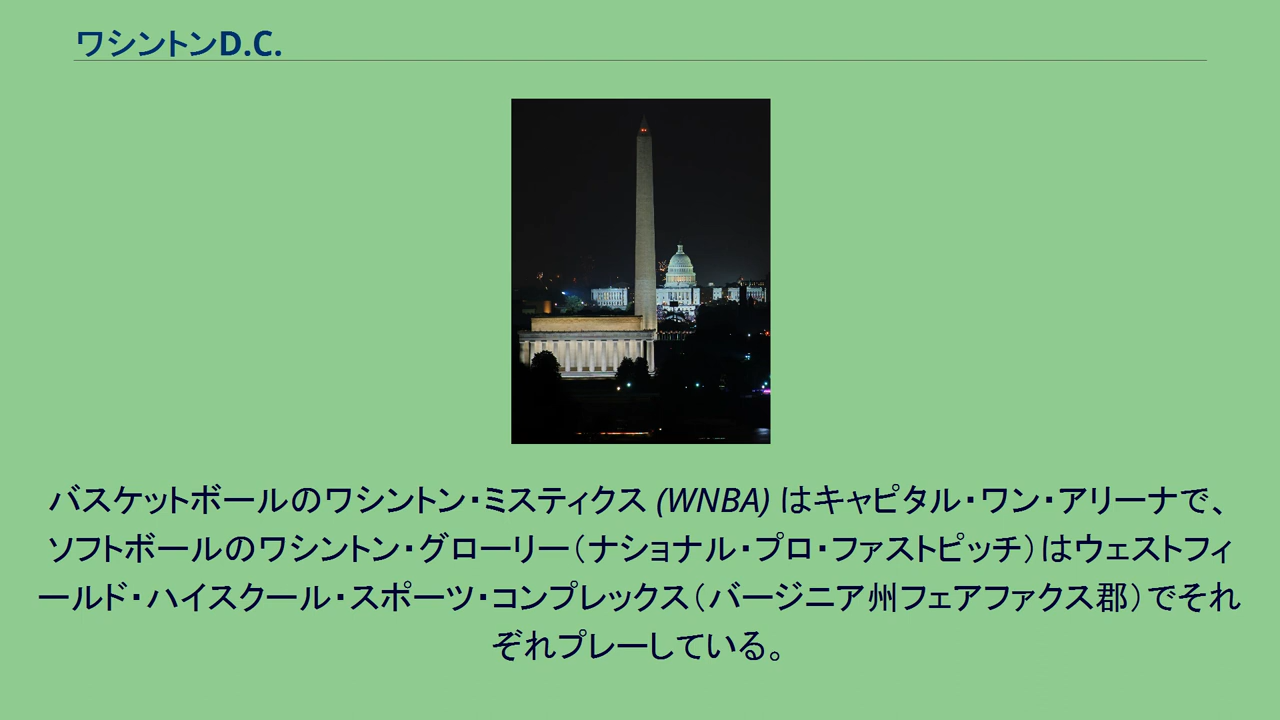 ワシントンD.C.
バスケットボールのワシントン・ミスティクス (WNBA) はキャピタル・ワン・アリーナで、
ソフトボールのワシントン・グローリー（ナショナル・プロ・ファストピッチ）はウェストフィ
ールド・ハイスクール・スポーツ・コンプレックス（バージニア州フェアファクス郡）でそれ
ぞれプレーしている。